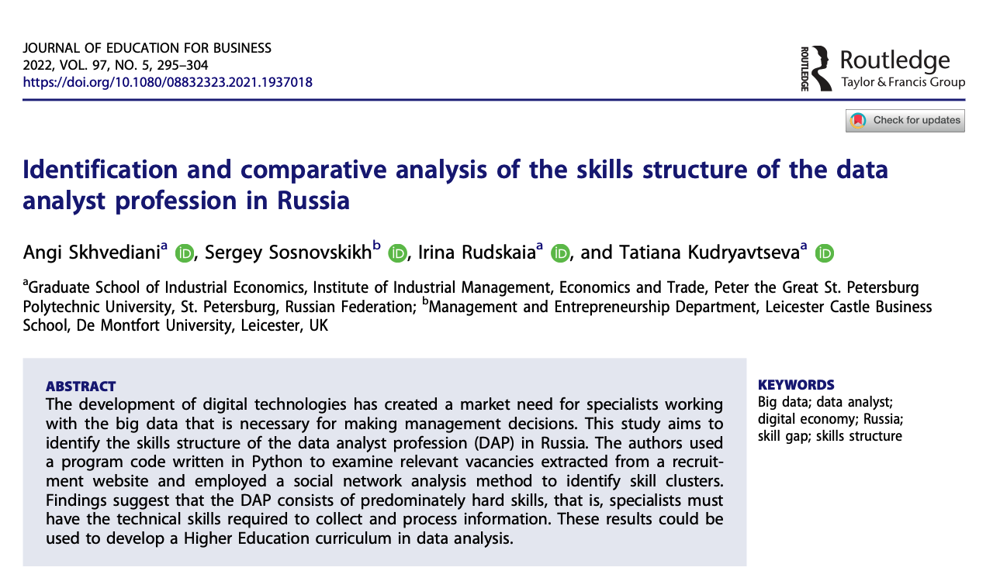 JOURNAL OF EDUCATION FOR BUSINESS
2022, VOL. 97, NO. 5, 295–304
https://doi.org/10.1080/08832323.2021.1937018
ROUTLEDGE
Routledge
Taylor & Francis Group
Check for updates
Identification and comparative analysis of the skills structure of the data
analyst profession in Russia
Angi Skhvediani^a iD, Sergey Sosnovskikh^b iD, Irina Rudskaia^a iD, and Tatiana Kudryavtseva^a iD
^aGraduate School of Industrial Economics, Institute of Industrial Management, Economics and Trade, Peter the Great St. Petersburg
Polytechnic University, St. Petersburg, Russian Federation; ^bManagement and Entrepreneurship Department, Leicester Castle Business
School, De Montfort University, Leicester, UK
ABSTRACT
The development of digital technologies has created a market need for specialists working
with the big data that is necessary for making management decisions. This study aims to
identify the skills structure of the data analyst profession (DAP) in Russia. The authors used
a program code written in Python to examine relevant vacancies extracted from a recruit-
ment website and employed a social network analysis method to identify skill clusters.
Findings suggest that the DAP consists of predominately hard skills, that is, specialists must
have the technical skills required to collect and process information. These results could be
used to develop a Higher Education curriculum in data analysis.
KEYWORDS
Big data; data analyst;
digital economy; Russia;
skill gap; skills structure